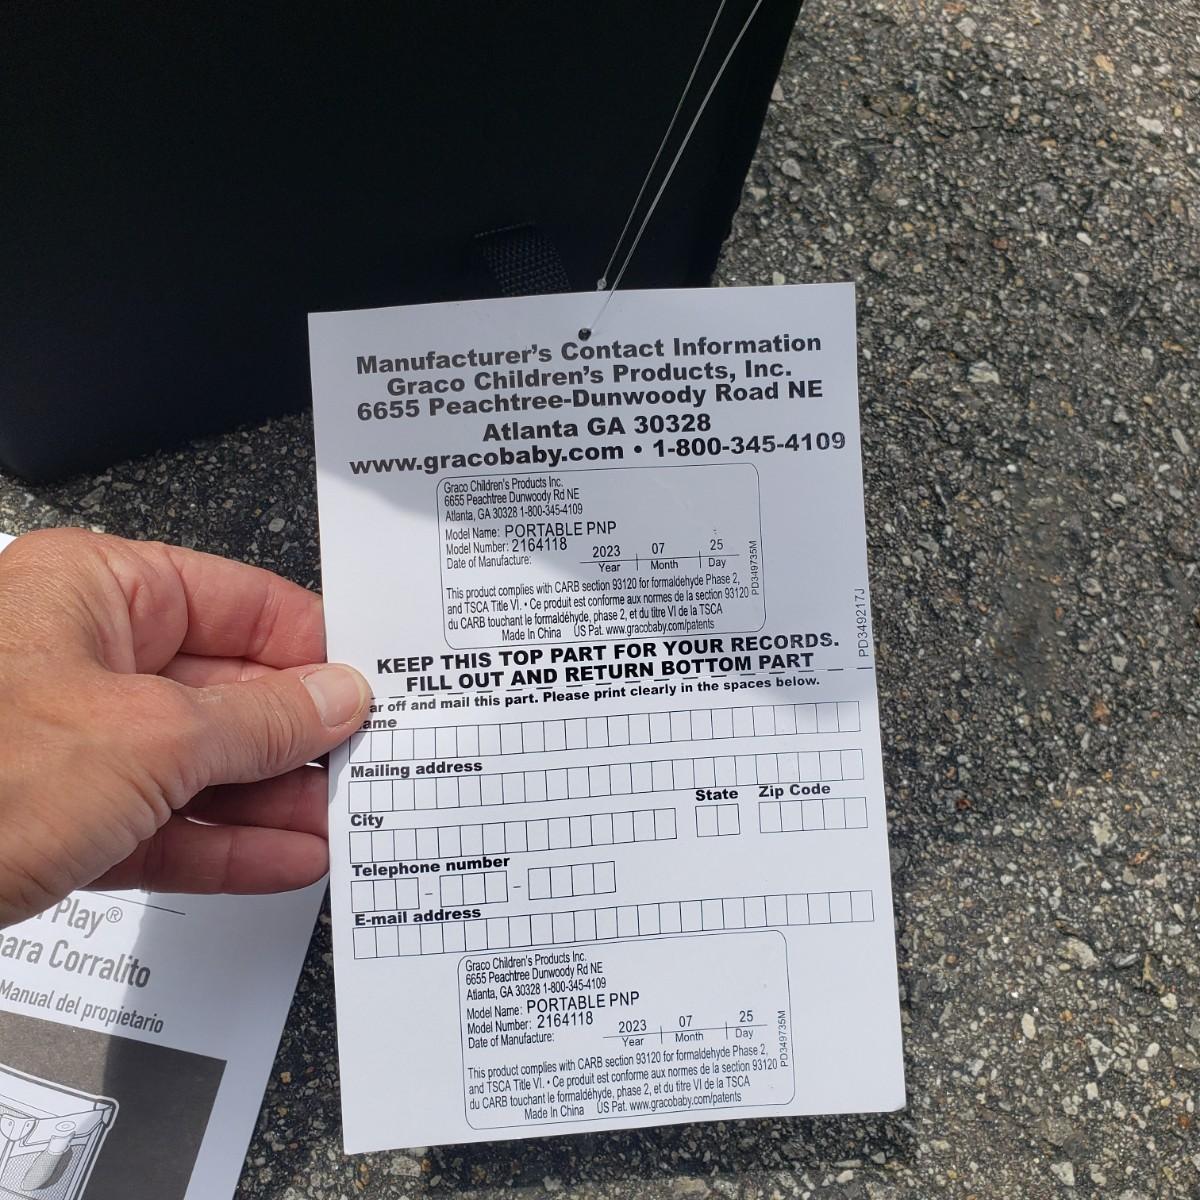 Manufacturer's Contact Information
Graco Children's Products, Inc.
6655 Peachtree-Dunwoody Road NE
Atlanta GA 30328
www.gracobaby.com • 1-800-345-4109
Graco Children's Products Inc.
6655 Peachtree Dunwoody Rd NE
Atlanta, GA 30328 1-800-345-4109
Model Name: PORTABLE PNP
Model Number: 2164118
Date of Manufacture: 2023 07 25
Year Month Day
This product complies with CARB section 93120 for formaldehyde Phase 2,
and TSCA Title VI. • Ce produit est conforme aux normes de la section 93120
du CARB touchant le formaldéhyde, phase 2, et du titre VI de la TSCA
Made In China US Pat. www.gracobaby.com/patents
PD349735M
PD349217J
KEEP THIS TOP PART FOR YOUR RECORDS.
FILL OUT AND RETURN BOTTOM PART
ar off and mail this part. Please print clearly in the spaces below.
ame
Mailing address
City State Zip Code
Telephone number
E-mail address
Graco Children's Products Inc.
6655 Peachtree Dunwoody Rd NE
Atlanta, GA 30328 1-800-345-4109
Model Name: PORTABLE PNP
Model Number: 2164118
Date of Manufacture: 2023 07 25
Year Month Day
This product complies with CARB section 93120 for formaldehyde Phase 2,
and TSCA Title VI. • Ce produit est conforme aux normes de la section 93120
du CARB touchant le formaldéhyde, phase 2, et du titre VI de la TSCA
Made In China US Pat. www.gracobaby.com/patents
PD349735M
Play®
para Corralito
Manual del propietario